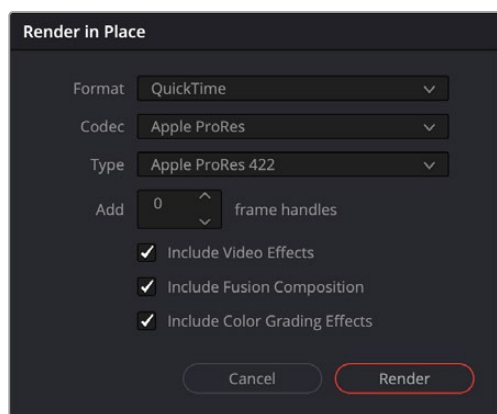 Render in Place
Format QuickTime
Codec Apple ProRes
Type Apple ProRes 422
Add 0 frame handles
Include Video Effects
Include Fusion Composition
Include Color Grading Effects
Cancel Render